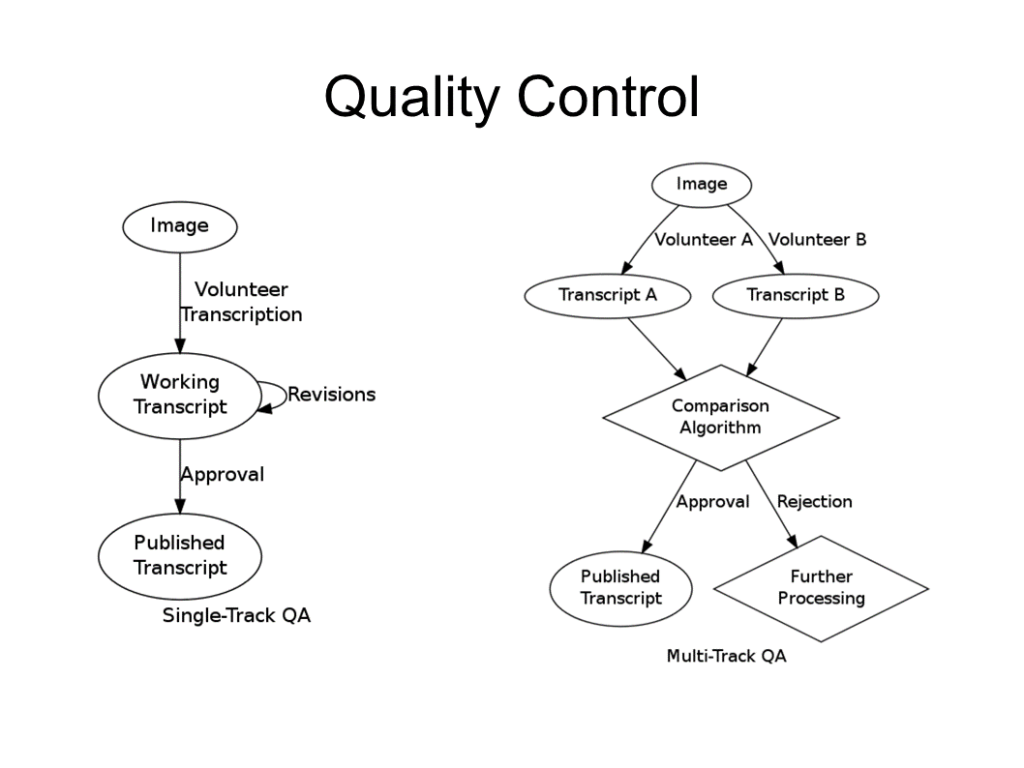 Quality Control
Image
Volunteer
Transcription
Working
Transcript
Revisions
Approval
Published
Transcript
Single-Track QA
Image
Volunteer A
Volunteer B
Transcript A
Transcript B
Comparison
Algorithm
Approval
Rejection
Published
Transcript
Further
Processing
Multi-Track QA